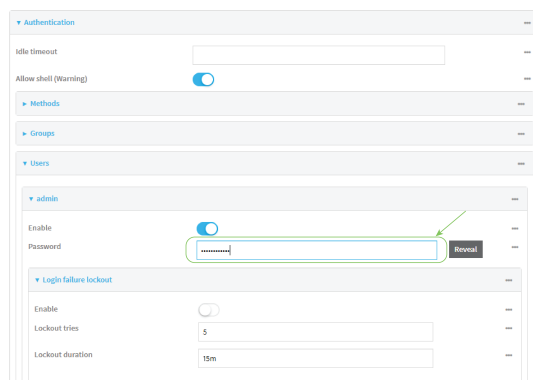 Authentication
Idle timeout
Allow shell (Warning)
Methods
Groups
Users
admin
Enable
Password ............ Reveal
Login failure lockout
Enable
Lockout tries 5
Lockout duration 15m